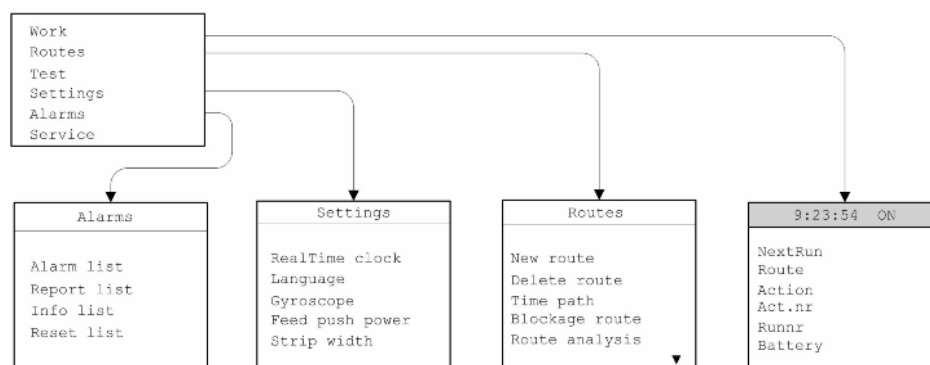 Work
Routes
Test
Settings
Alarms
Service
Alarms
Alarm list
Report list
Info list
Reset list
Settings
RealTime clock
Language
Gyroscope
Feed push power
Strip width
Routes
New route
Delete route
Time path
Blockage route
Route analysis
9:23:54 ON
NextRun
Route
Action
Act.nr
Runnr
Battery